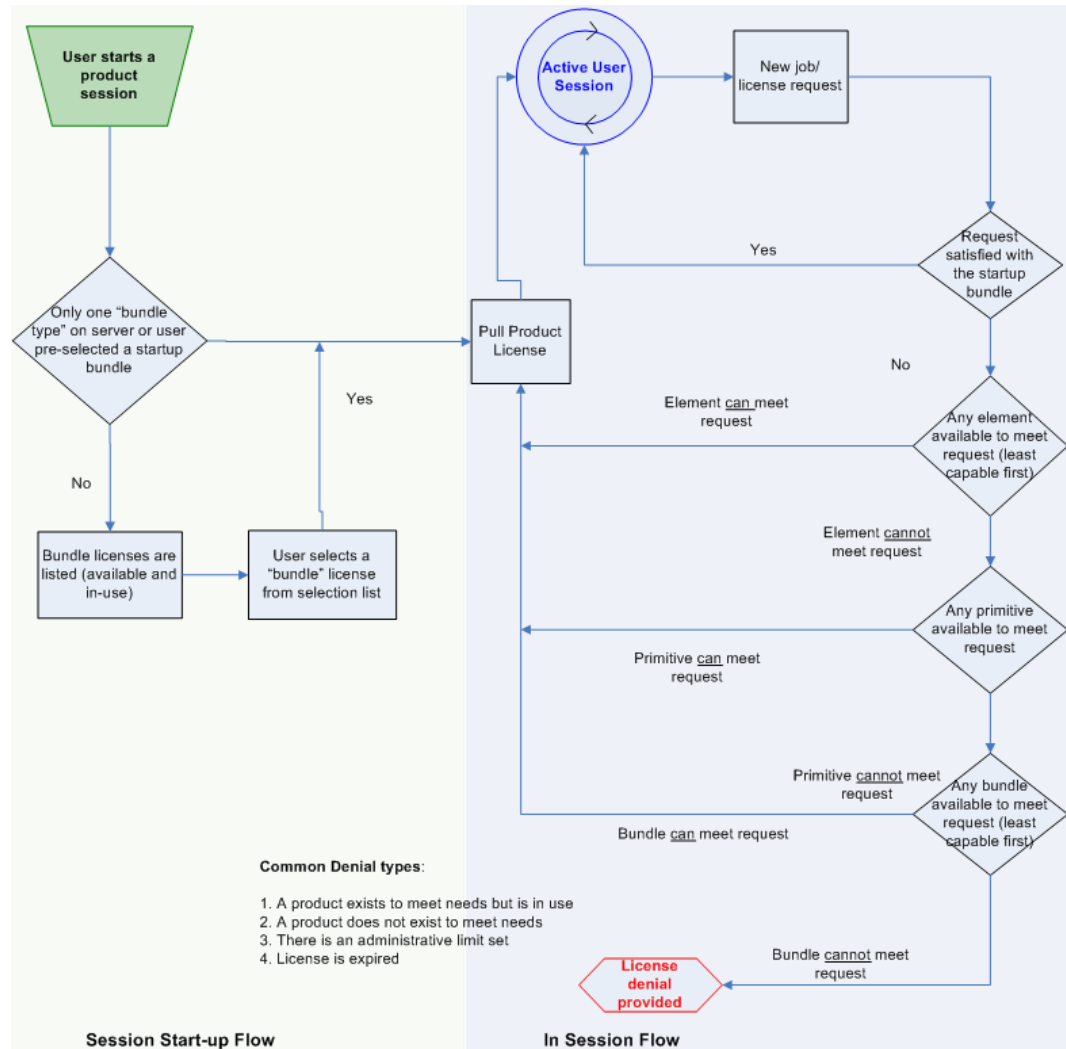 User starts a
product
session
Active User
Session
New job/
license request
Request
satisfied with
the startup
bundle
Yes
Only one “bundle
type” on server or user
pre-selected a startup
bundle
Pull Product
License
No
Yes
Element can meet
request
Any element
available to meet
request (least
capable first)
No
Element cannot
meet request
Bundle licenses are
listed (available and
in-use)
User selects a
“bundle” license
from selection list
Any primitive
available to meet
request
Primitive can meet
request
Primitive cannot meet
request
Any bundle
available to meet
request (least
capable first)
Bundle can meet request
Common Denial types:
1. A product exists to meet needs but is in use
2. A product does not exist to meet needs
3. There is an administrative limit set
4. License is expired
Bundle cannot meet
request
License
denial
provided
Session Start-up Flow
In Session Flow